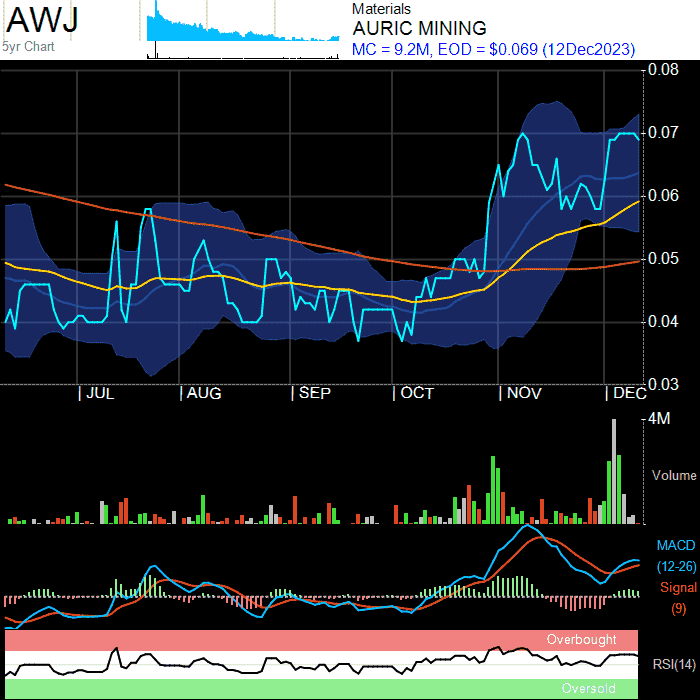 AWJ
5yr Chart
Materials
AURIC MINING
MC = 9.2M, EOD = $0.069 (12Dec2023)
0.08
0.07
0.06
0.05
0.04
0.03
| JUL | AUG | SEP | OCT | NOV | DEC
4M
Volume
MACD
(12-26)
Signal
(9)
Overbought
RSI(14)
Oversold